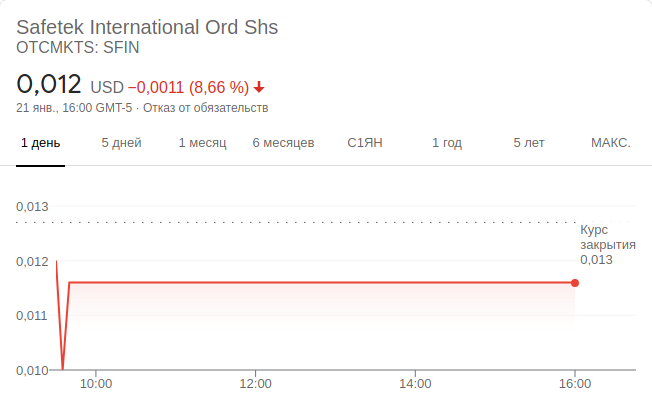 Safetek International Ord Shs
OTCMKTS: SFIN
0,012 USD −0,0011 (8,66 %)
21 янв., 16:00 GMT-5 · Отказ от обязательств
1 день 5 дней 1 месяц 6 месяцев С1ЯН 1 год 5 лет МАКС.
0,013
Курс
закрытия
0,013
0,012
0,011
0,010
10:00 12:00 14:00 16:00